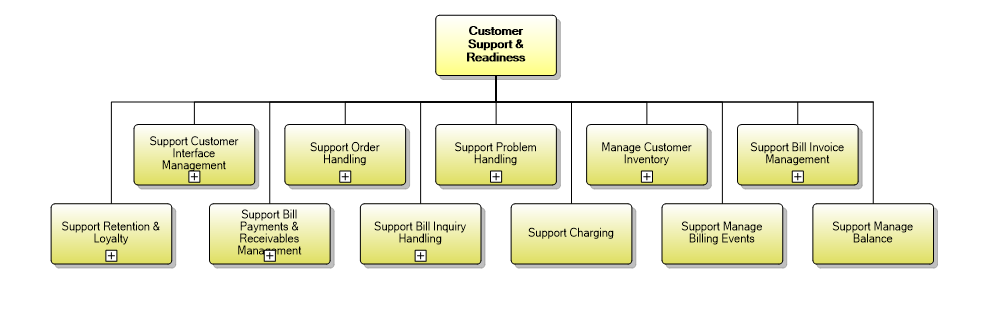 Customer
Support &
Readiness
Support Customer
Interface
Management
Support Order
Handling
Support Problem
Handling
Manage Customer
Inventory
Support Bill Invoice
Management
Support Retention &
Loyalty
Support Bill
Payments &
Receivables
Management
Support Bill Inquiry
Handling
Support Charging
Support Manage
Billing Events
Support Manage
Balance